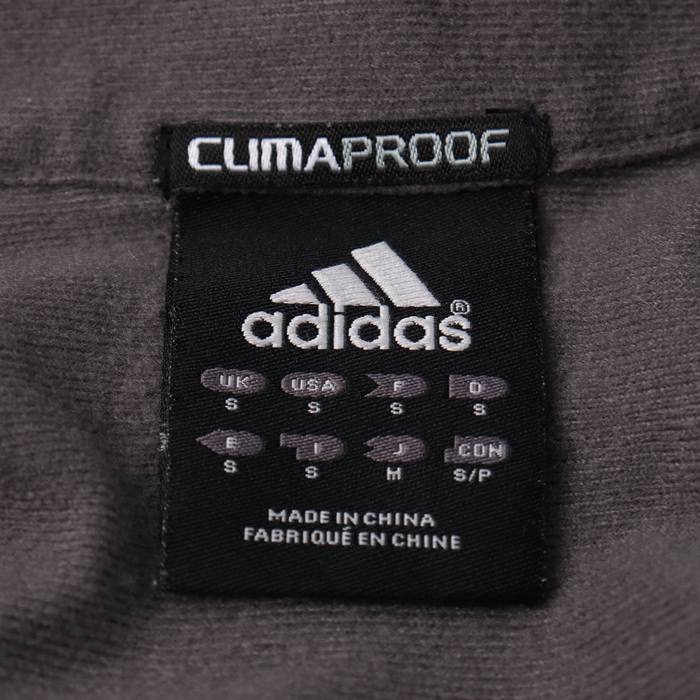 CLIMAPROOF
adidas®
UK USA F D
S S S S
E I J CDN
S S M S/P
MADE IN CHINA
FABRIQUÉ EN CHINE